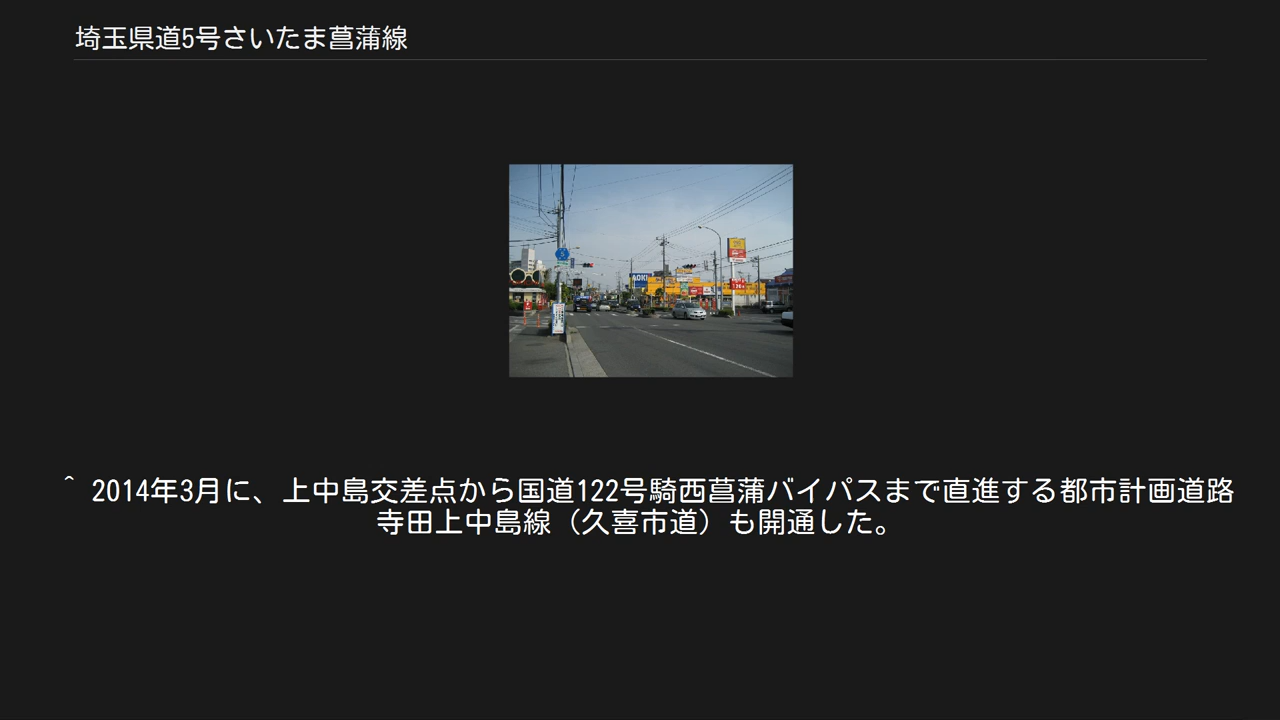 埼玉県道5号さいたま菖蒲線
AOKI
5
^ 2014年3月に、上中島交差点から国道122号騎西菖蒲バイパスまで直進する都市計画道路
寺田上中島線（久喜市道）も開通した。